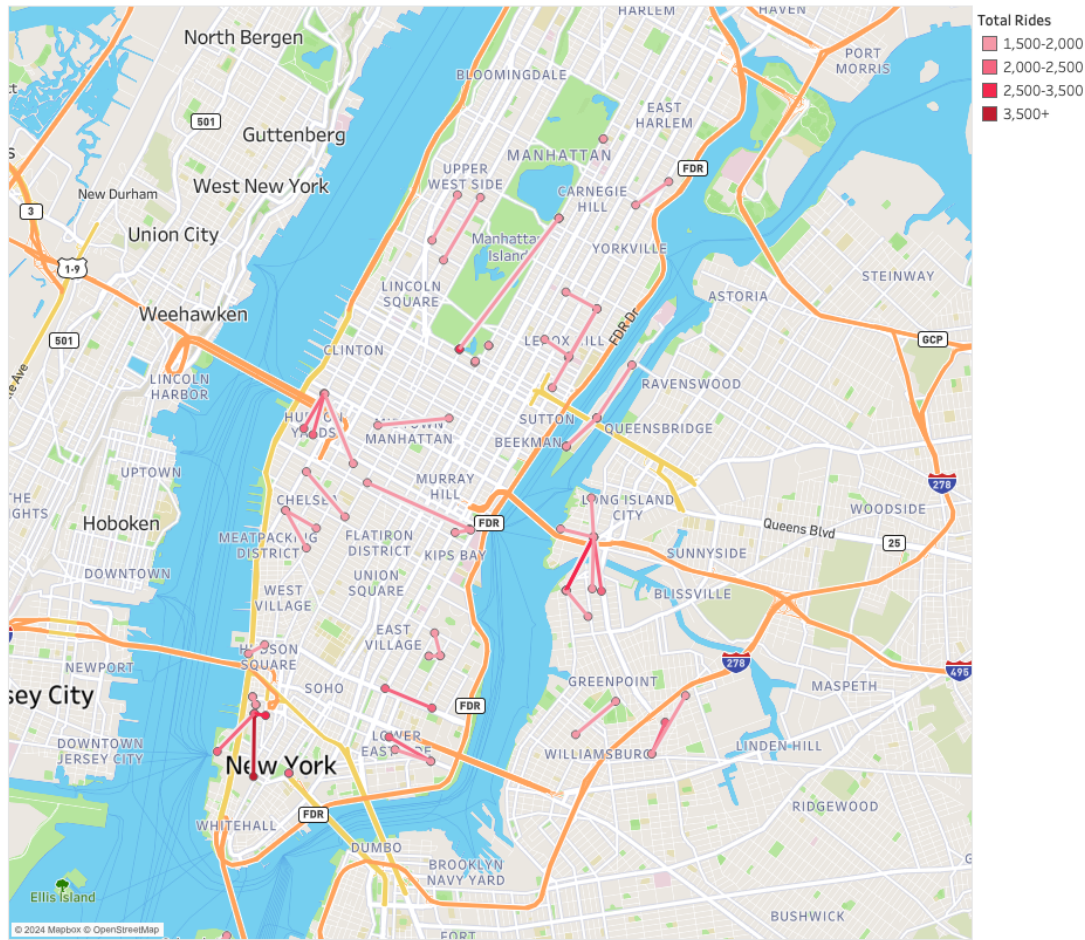 HARLEM
HAVEN
Total Rides
1,500-2,000
2,000-2,500
2,500-3,500
3,500+
North Bergen
PORT
MORRIS
BLOOMINGDALE
EAST
HARLEM
501
Guttenberg
MANHATTAN
UPPER
WEST SIDE
FDR
New Durham
West New York
CARNEGIE
HILL
3
Union City
Manhattan
Island
YORKVILLE
1-9
STEINWAY
LINCOLN
SQUARE
ASTORIA
Weehawken
501
FDR Dr
GCP
CLINTON
LENOX HILL
LINCOLN
HARBOR
RAVENSWOOD
HUDSON
YARDS
MIDTOWN
MANHATTAN
SUTTON
BEEKMAN
QUEENSBRIDGE
UPTOWN
MURRAY
HILL
278
THE
HEIGHTS
CHELSEA
LONG ISLAND
CITY
WOODSIDE
Hoboken
FDR
Queens Blvd
25
MEATPACKING
DISTRICT
FLATIRON
DISTRICT
KIPS BAY
SUNNYSIDE
DOWNTOWN
UNION
SQUARE
WEST
VILLAGE
BLISSVILLE
EAST
VILLAGE
HUDSON
SQUARE
NEWPORT
278
495
Jersey City
SOHO
GREENPOINT
MASPETH
FDR
DOWNTOWN
JERSEY CITY
LOWER
EAST SIDE
WILLIAMSBURG
LINDEN HILL
New York
RIDGEWOOD
WHITEHALL
FDR
DUMBO
BROOKLYN
NAVY YARD
Ellis Island
BUSHWICK
© 2024 Mapbox © OpenStreetMap
FORT